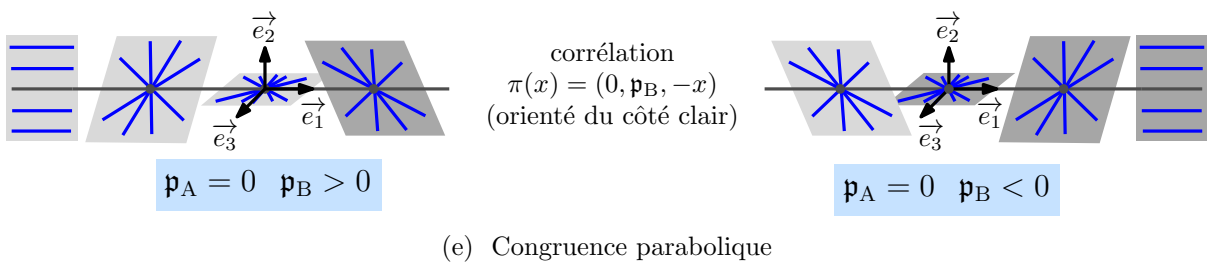 e₂
e₁
e₃
corrélation
π(x) = (0, 𝔭_B, −x)
(orienté du côté clair)
e₂
e₁
e₃
𝔭_A = 0 𝔭_B > 0
𝔭_A = 0 𝔭_B < 0
(e) Congruence parabolique